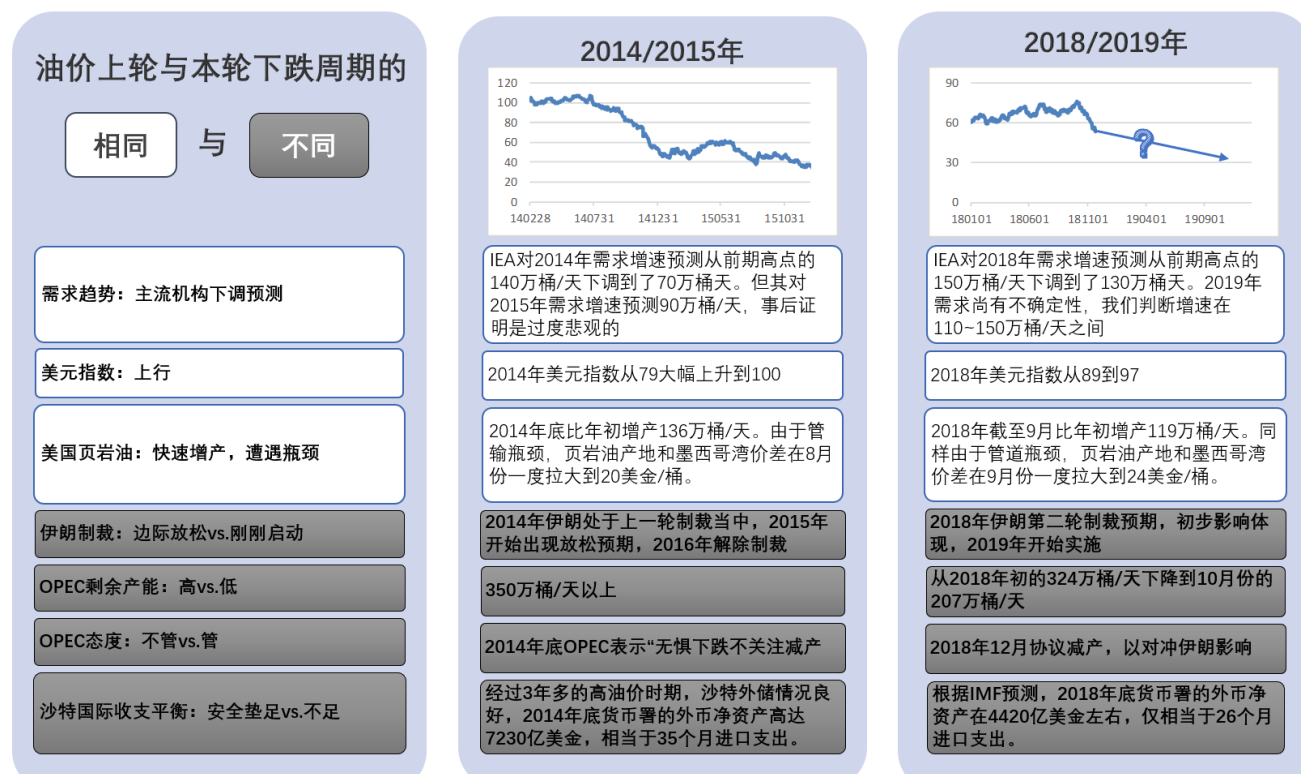 油价上轮与本轮下跌周期的
相同
与
不同
2014/2015年
120
100
80
60
40
20
0
140228
140731
141231
150531
151031
2018/2019年
90
60
30
0
?
180101
180601
181101
190401
190901
需求趋势：主流机构下调预测
IEA对2014年需求增速预测从前期高点的
140万桶/天下调到了70万桶天。但其对
2015年需求增速预测90万桶/天，事后证
明是过度悲观的
IEA对2018年需求增速预测从前期高点的
150万桶/天下调到了130万桶天。2019年
需求尚有不确定性，我们判断增速在
110~150万桶/天之间
美元指数：上行
2014年美元指数从79大幅上升到100
2018年美元指数从89到97
美国页岩油：快速增产，遭遇瓶颈
2014年底比年初增产136万桶/天。由于管
输瓶颈，页岩油产地和墨西哥湾价差在8月
份一度拉大到20美金/桶。
2018年截至9月比年初增产119万桶/天。同
样由于管道瓶颈，页岩油产地和墨西哥湾
价差在9月份一度拉大到24美金/桶。
伊朗制裁：边际放松vs.刚刚启动
2014年伊朗处于上一轮制裁当中，2015年
开始出现放松预期，2016年解除制裁
2018年伊朗第二轮制裁预期，初步影响体
现，2019年开始实施
OPEC剩余产能：高vs.低
350万桶/天以上
从2018年初的324万桶/天下降到10月份的
207万桶/天
OPEC态度：不管vs.管
2014年底OPEC表示“无惧下跌不关注减产
2018年12月协议减产，以对冲伊朗影响
沙特国际收支平衡：安全垫足vs.不足
经过3年多的高油价时期，沙特外储情况良
好，2014年底货币署的外币净资产高达
7230亿美金，相当于35个月进口支出。
根据IMF预测，2018年底货币署的外币净
资产在4420亿美金左右，仅相当于26个月
进口支出。